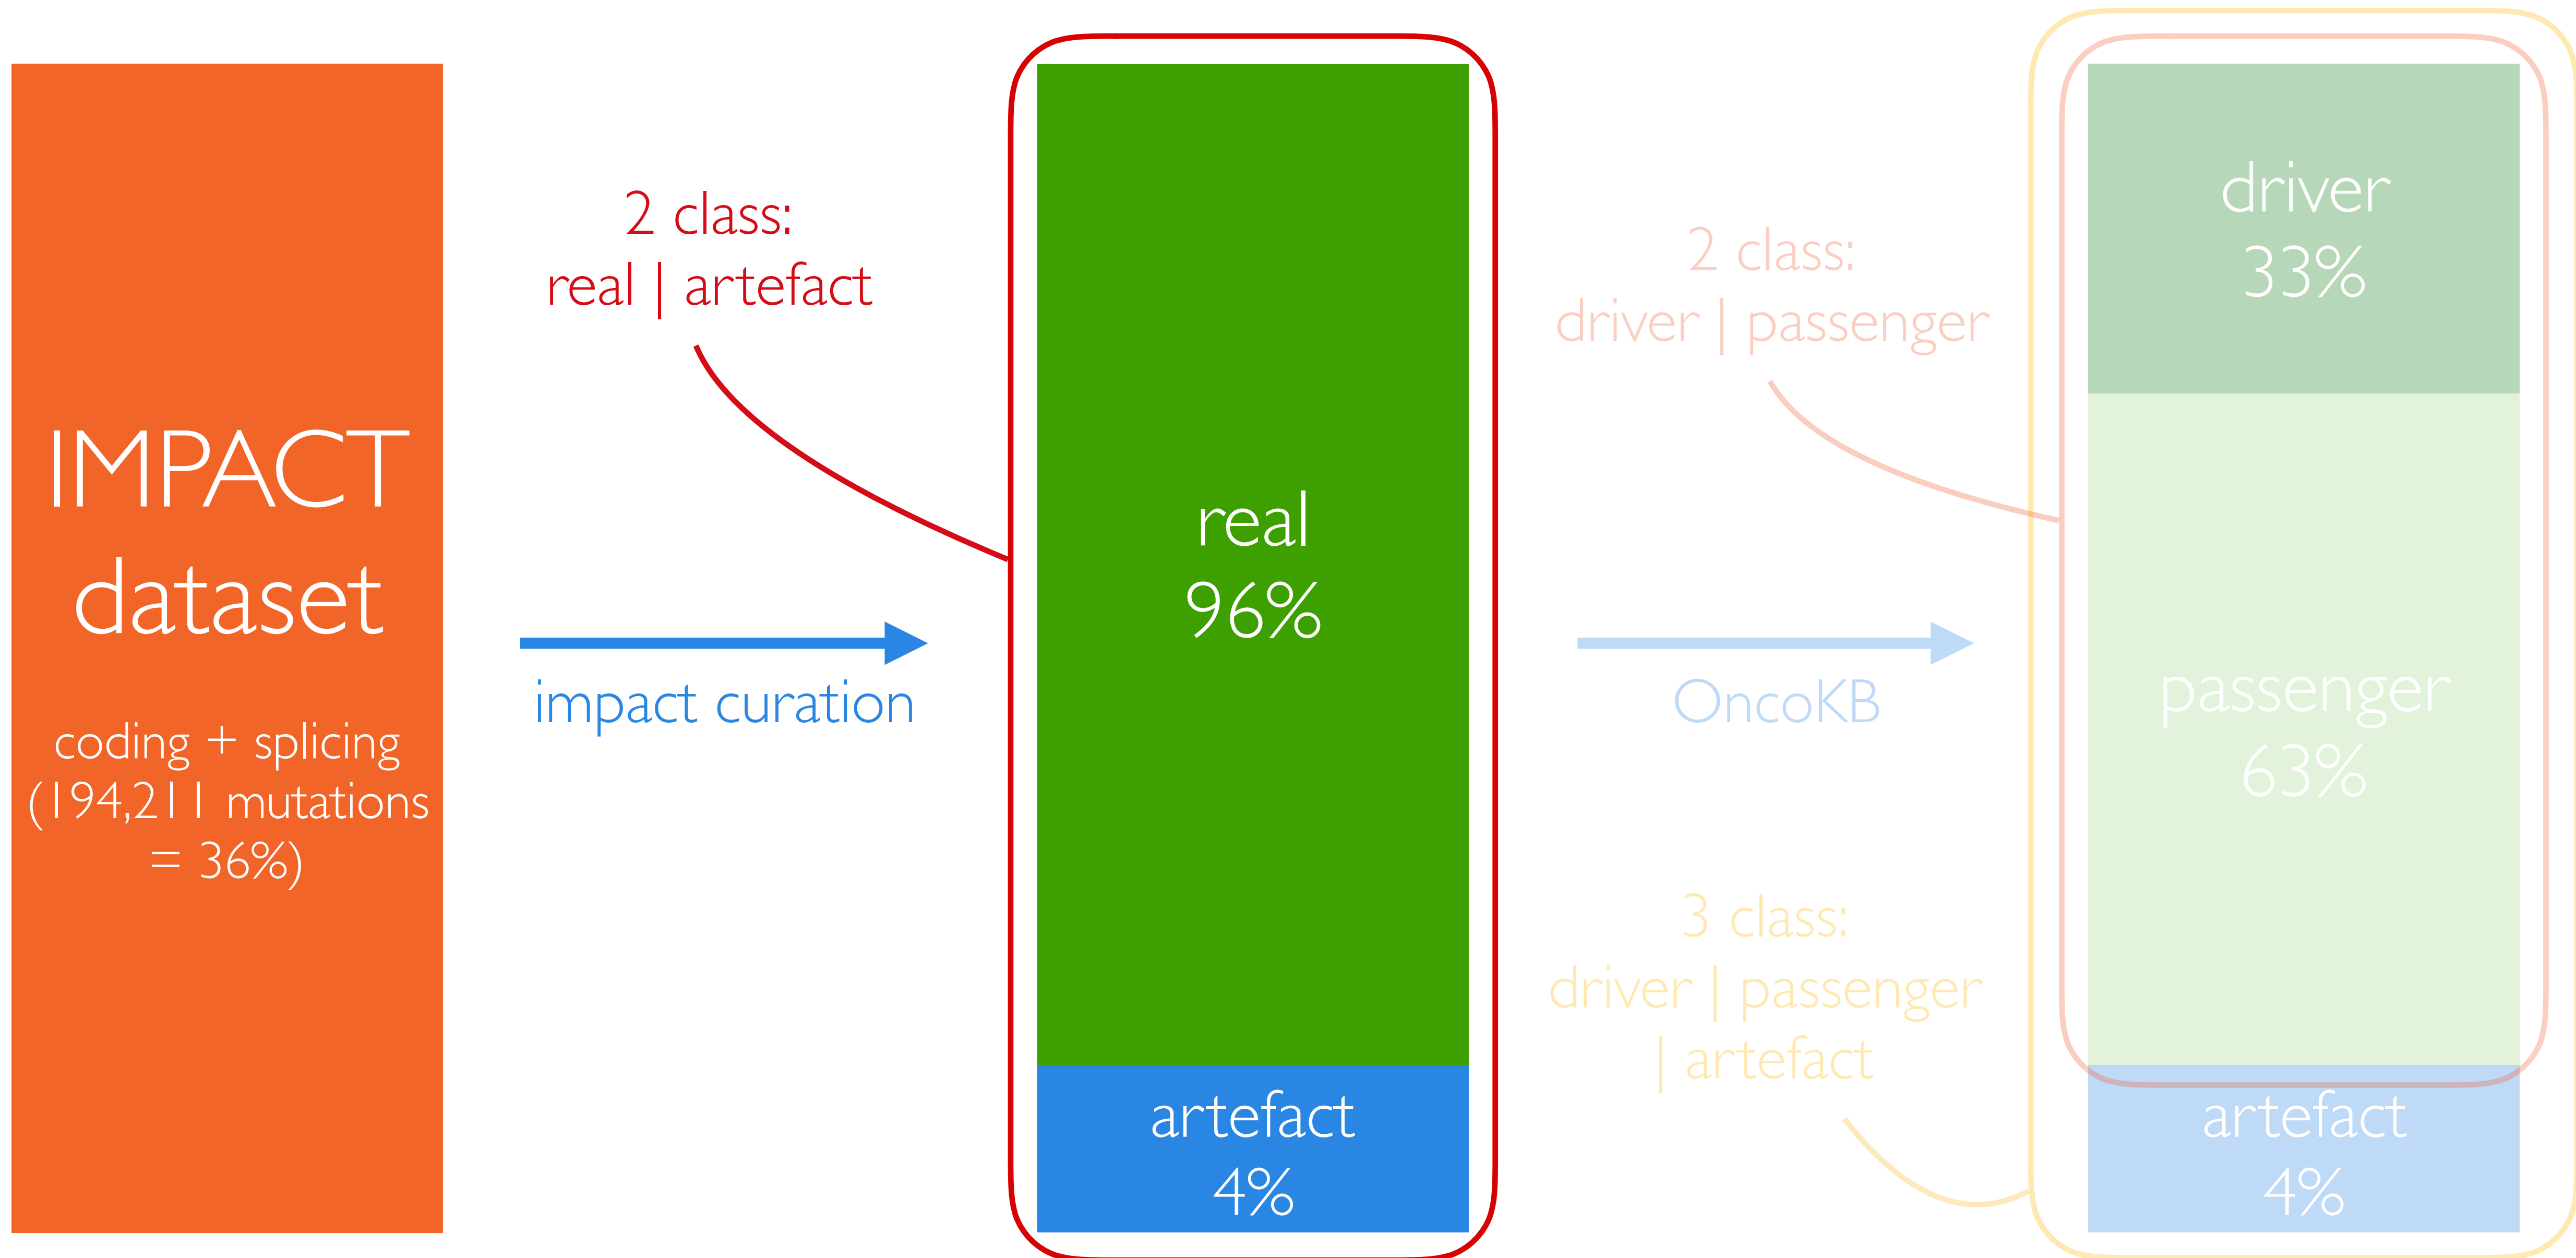 IMPACT
dataset
coding + splicing
(194,211 mutations
= 36%)
2 class:
real | artefact
impact curation
real
96%
artefact
4%
2 class:
driver | passenger
OncoKB
3 class:
driver | passenger
| artefact
driver
33%
passenger
63%
artefact
4%